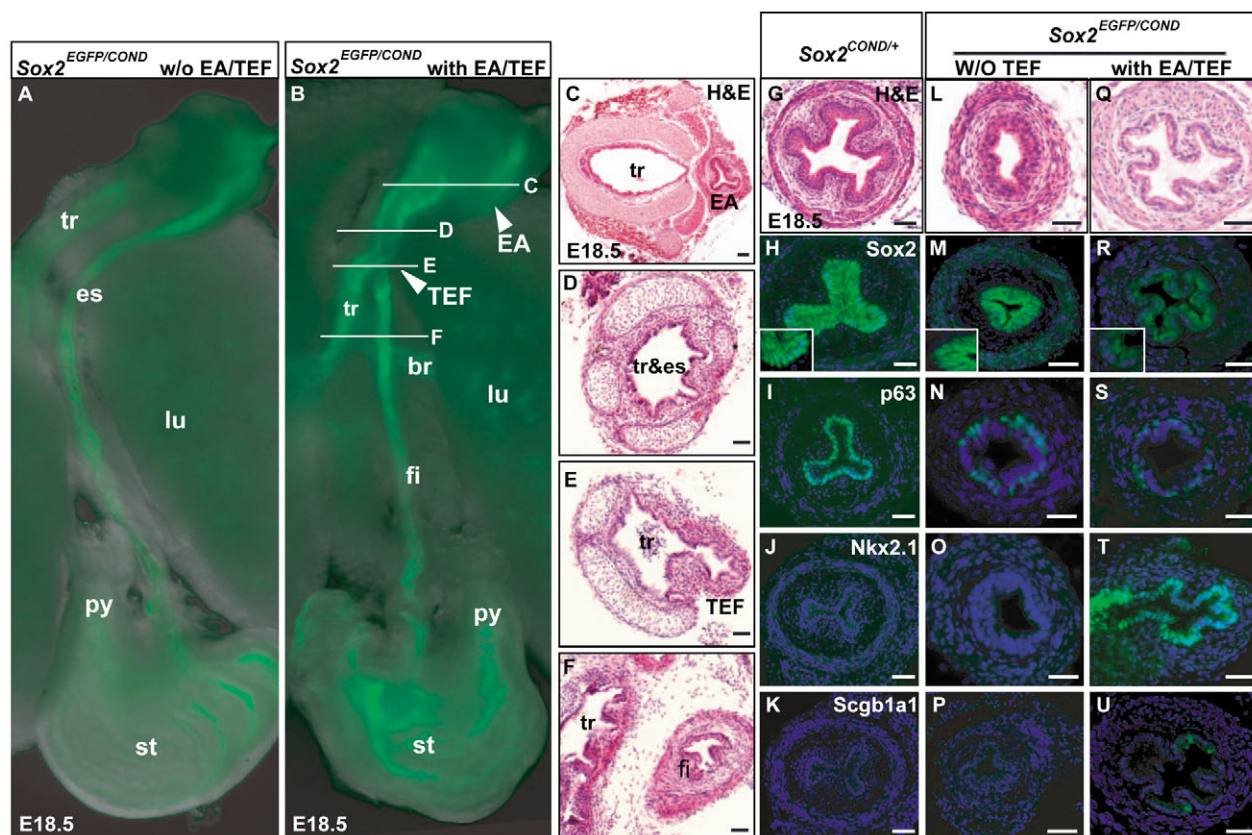 Sox2EGFP/COND
w/o EA/TEF
A
tr
es
lu
py
st
E18.5
Sox2EGFP/COND
with EA/TEF
B
C
EA
D
E
TEF
tr
F
br
lu
fi
py
st
E18.5
C
H&E
tr
EA
E18.5
D
tr&es
E
tr
TEF
F
tr
fi
Sox2COND/+
Sox2EGFP/COND
W/O TEF
with EA/TEF
G
H&E
E18.5
L
Q
H
Sox2
M
R
I
p63
N
S
J
Nkx2.1
O
T
K
Scgb1a1
P
U